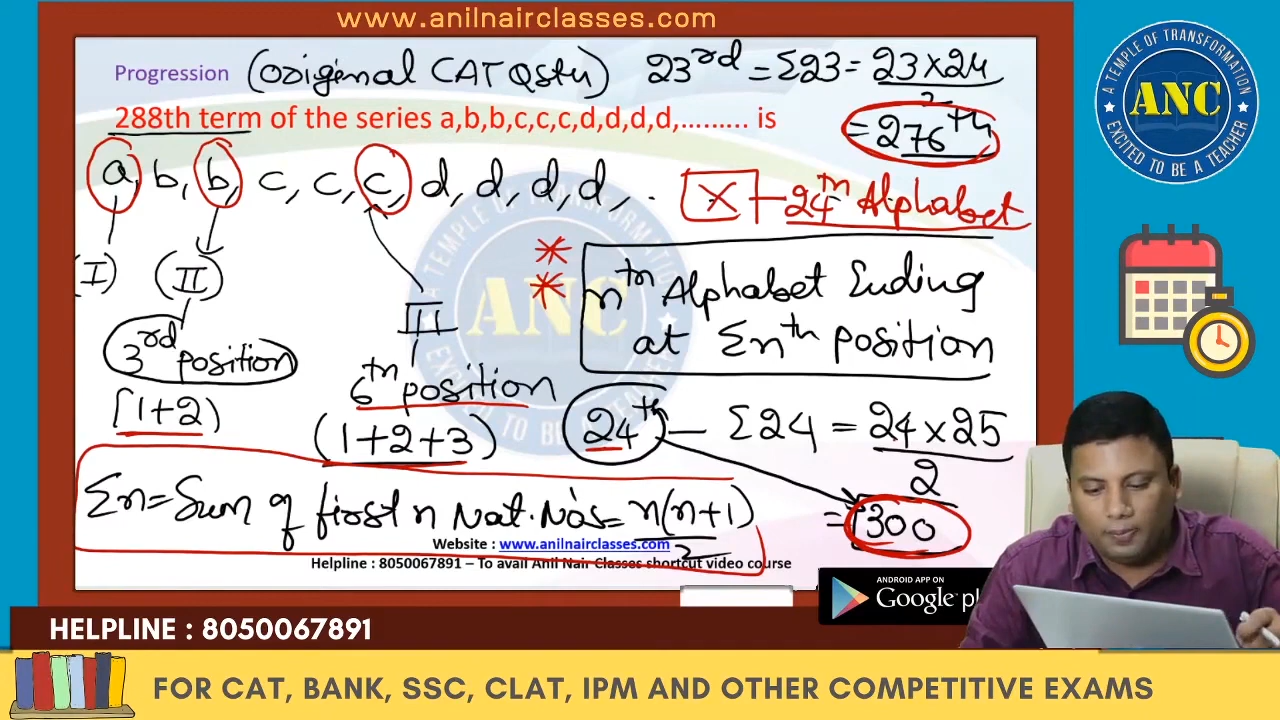 www.anilnairclasses.com
Progression (Original CAT Qstn) 23rd = Σ23 = 23×24
2
288th term of the series a,b,b,c,c,c,d,d,d,d,......... is
= 276th
a, b, b, c, c, c, d, d, d, d, .
x - 24th Alphabet
(I) (II)
III
nth Alphabet Ending
at Σnth position
3rd position
6th position
(1+2)
(1+2+3)
24th — Σ24 = 24×25
2
= 300
Σn = Sum of first n Nat. Nos = n(n+1)
2
Website : www.anilnairclasses.com
Helpline : 8050067891 – To avail Anil Nair Classes shortcut video course
A TEMPLE OF TRANSFORMATION
ANC
EXCITED TO BE A TEACHER
ANDROID APP ON
Google pl
HELPLINE : 8050067891
FOR CAT, BANK, SSC, CLAT, IPM AND OTHER COMPETITIVE EXAMS